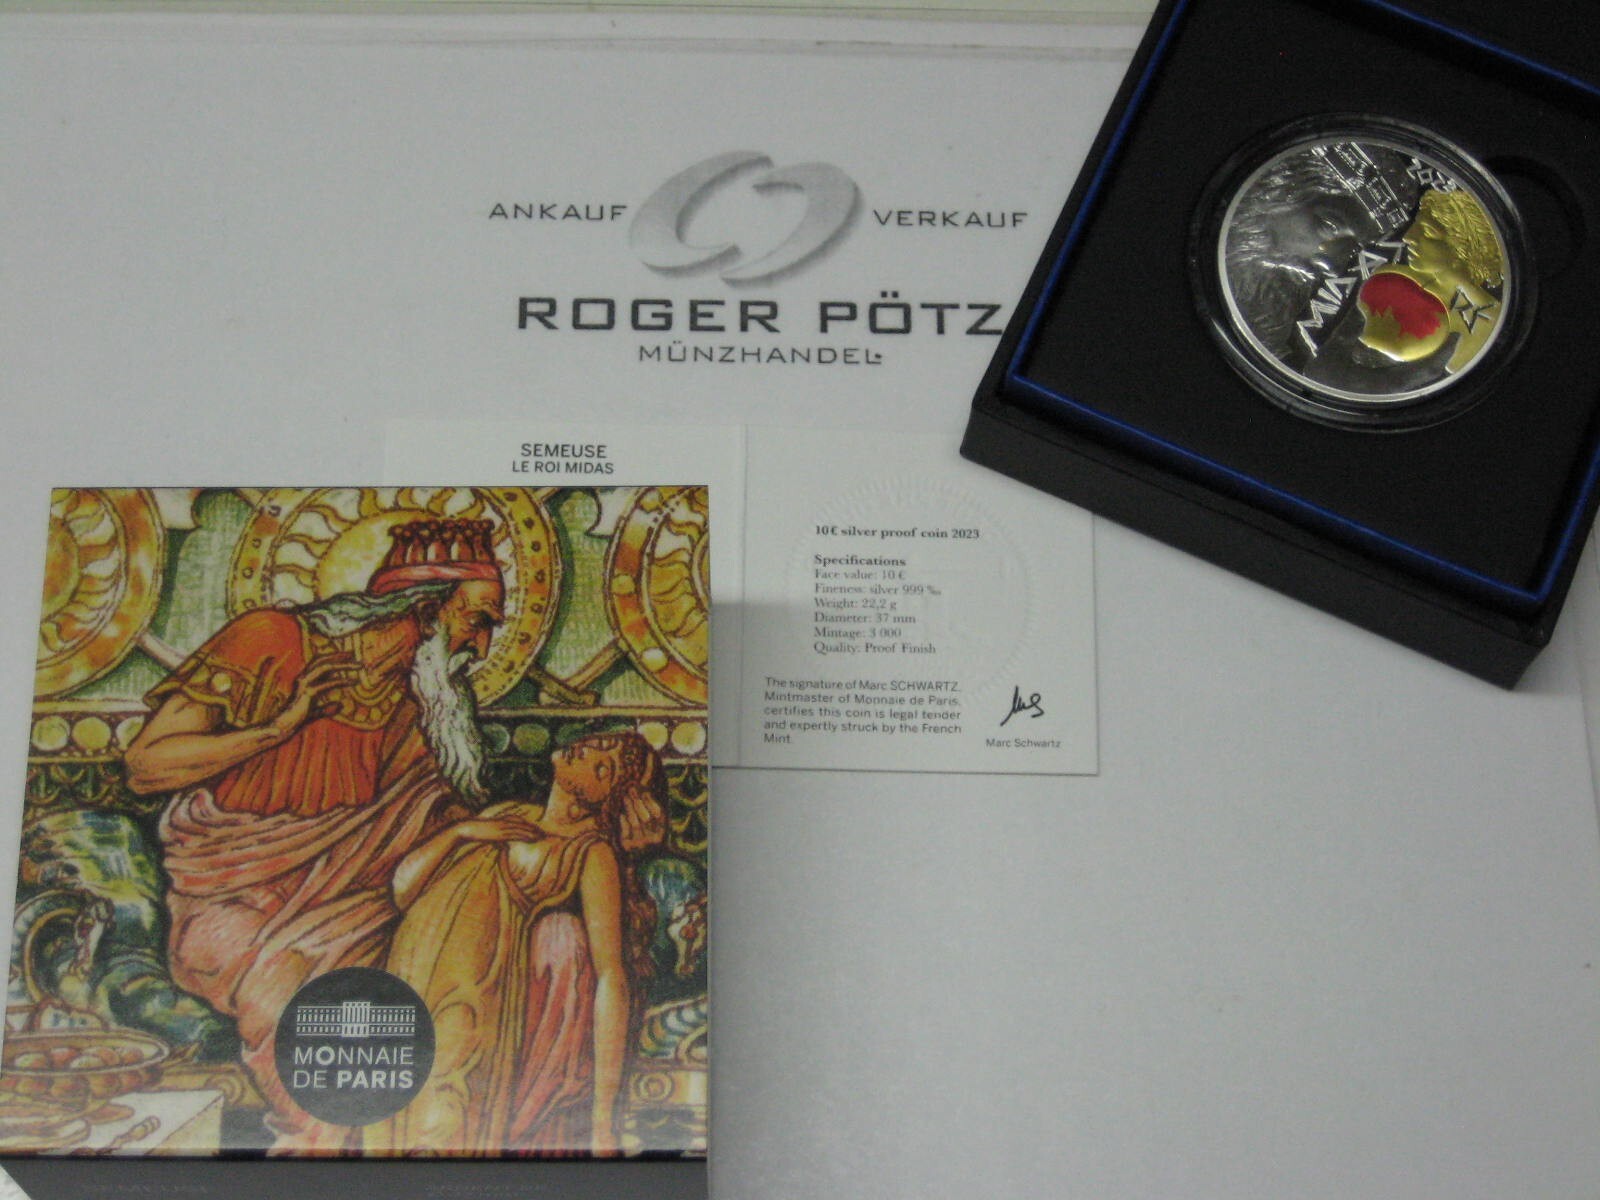 ANKAUF VERKAUF
ROGER PÖTZ
MÜNZHANDEL
SEMEUSE
LE ROI MIDAS
10 € silver proof coin 2023
Specifications
Face value: 10 €
Fineness: silver 999 ‰
Weight: 22,2 g
Diameter: 37 mm
Mintage: 3 000
Quality: Proof Finish
The signature of Marc SCHWARTZ,
Mintmaster of Monnaie de Paris,
certifies this coin is legal tender
and expertly struck by the French
Mint.
Marc Schwartz
MONNAIE
DE PARIS
SEMEUSE